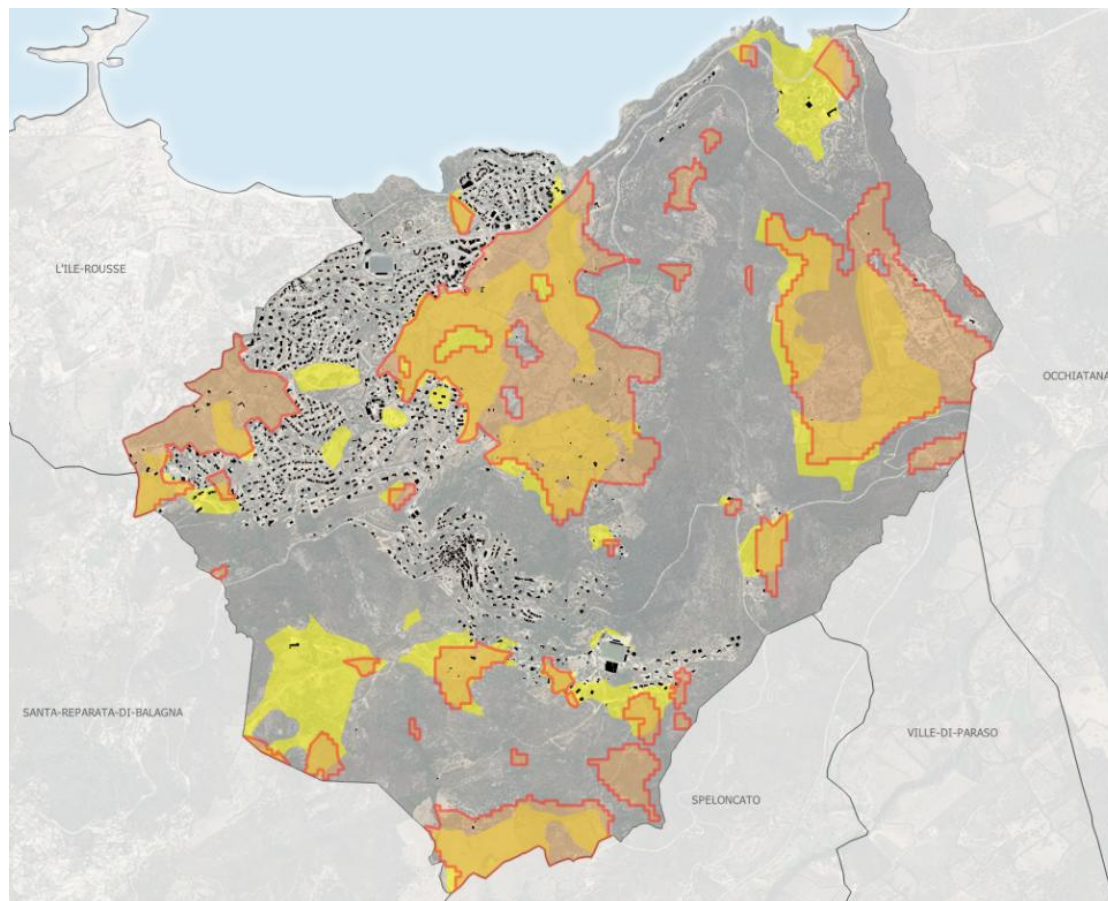 L'ILE-ROUSSE
OCCHIATANA
SANTA-REPARATA-DI-BALAGNA
VILLE-DI-PARASO
SPELONCATO